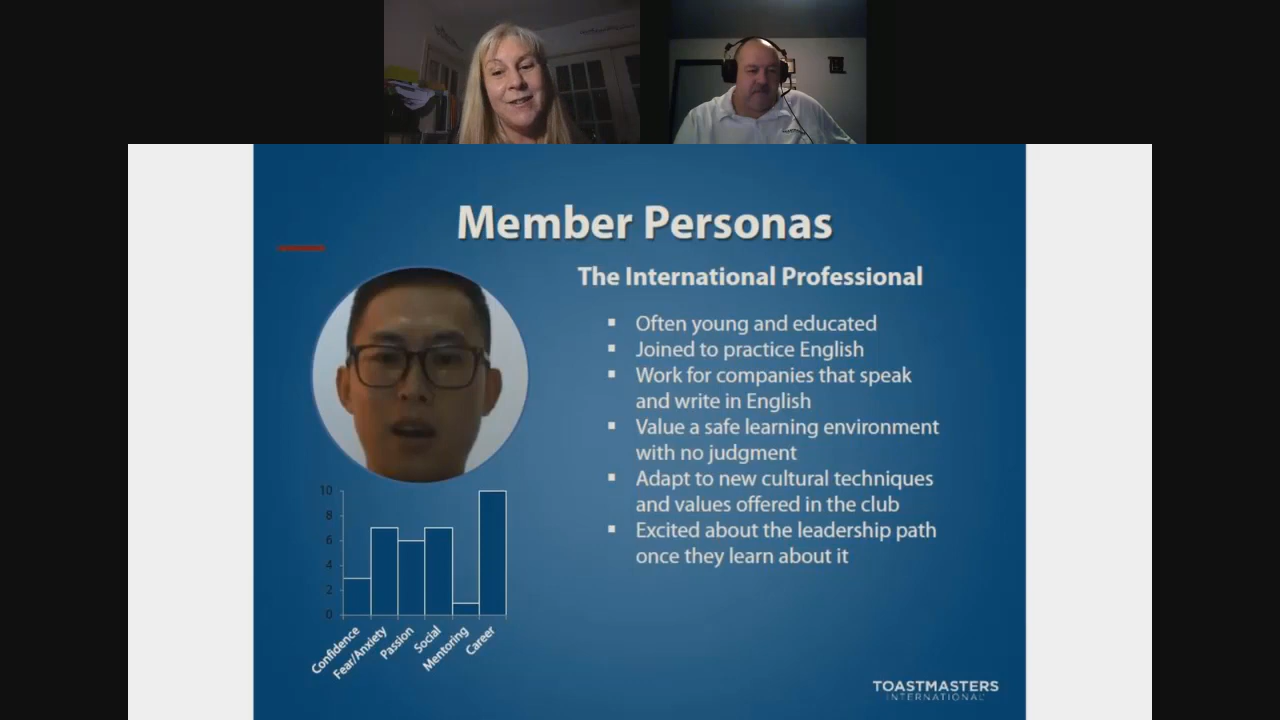 Member Personas
The International Professional
▪ Often young and educated
▪ Joined to practice English
▪ Work for companies that speak
and write in English
▪ Value a safe learning environment
with no judgment
▪ Adapt to new cultural techniques
and values offered in the club
▪ Excited about the leadership path
once they learn about it
10
8
6
4
2
0
Confidence
Fear/Anxiety
Passion
Social
Mentoring
Career
TOASTMASTERS
INTERNATIONAL